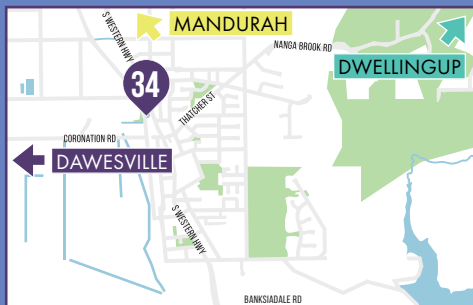 S WESTERN HWY
MANDURAH
NANGA BROOK RD
DWELLINGUP
34
THATCHER ST
CORONATION RD
DAWESVILLE
S WESTERN HWY
BANKSIADALE RD